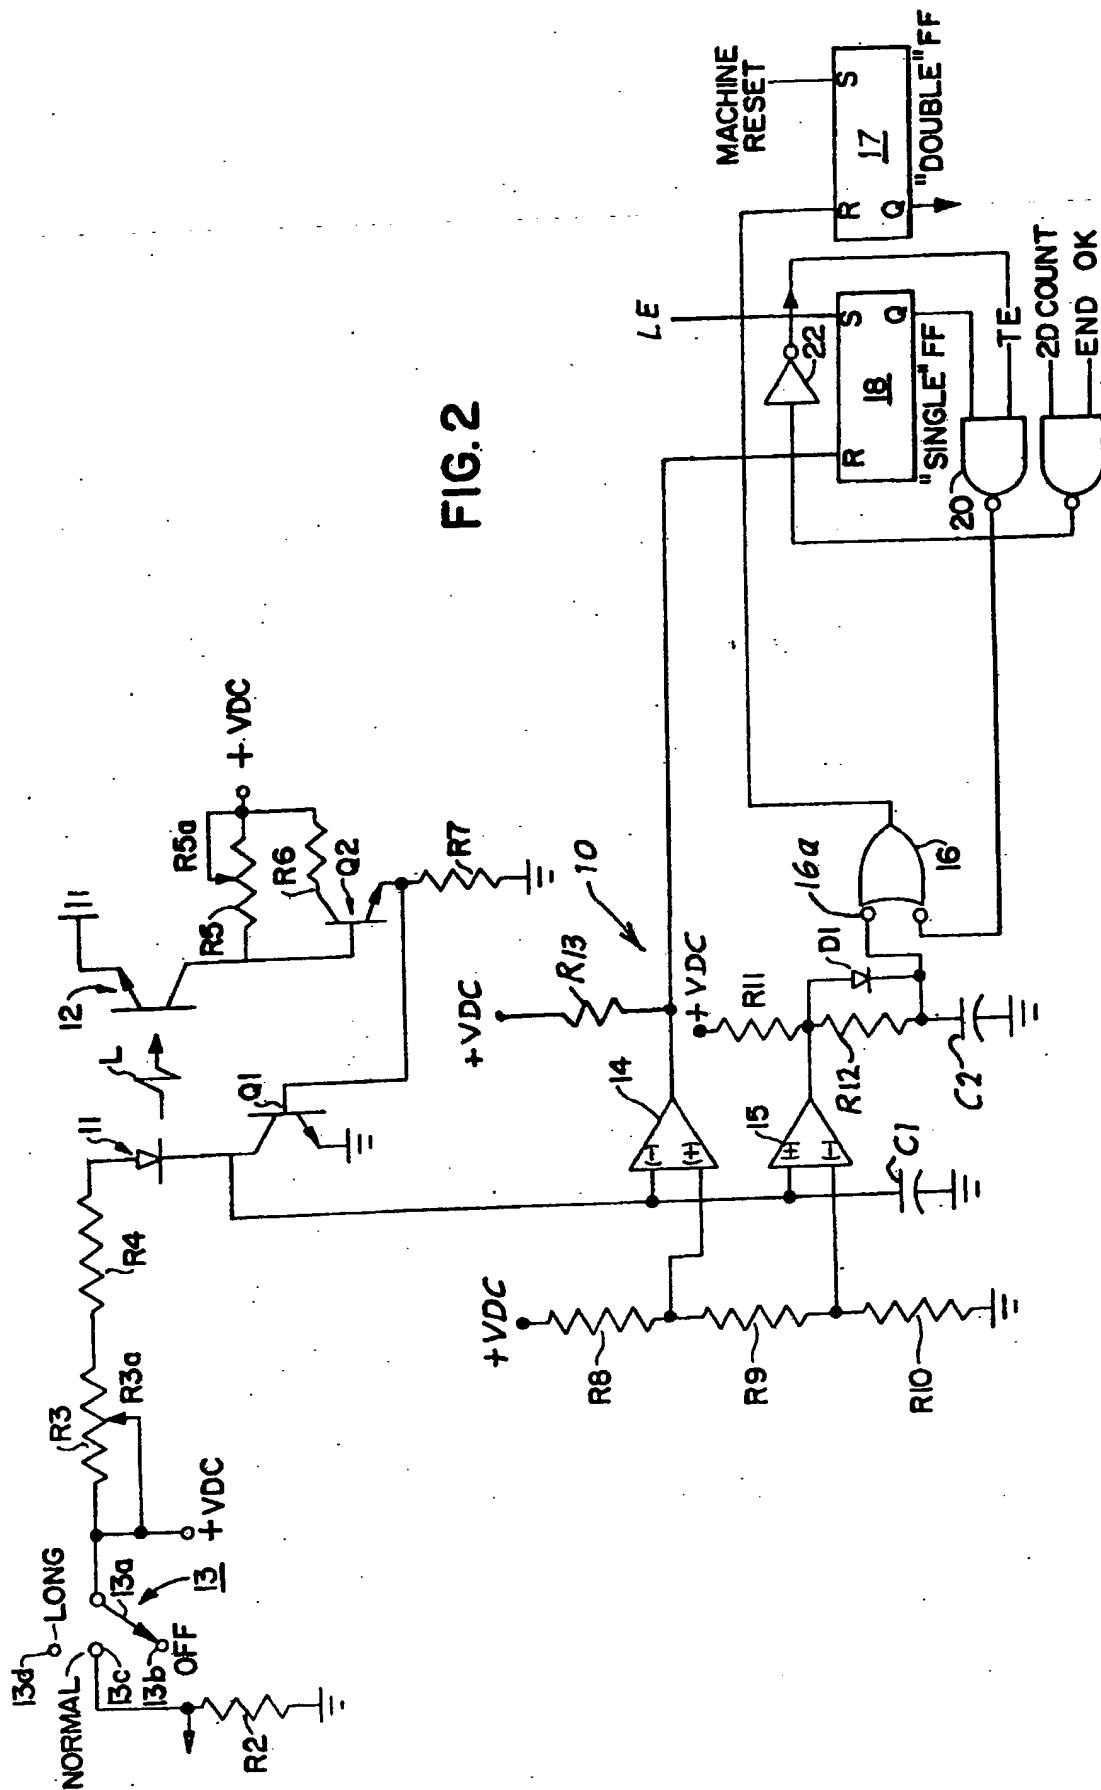 13d
LONG
NORMAL
13c
13a
13
13b
OFF
R2
+VDC
R3
R3a
R4
11
L
12
Q1
R5
R5a
+VDC
R6
Q2
R7
FIG. 2
+VDC
R8
R9
R10
+VDC
R13
10
14
(-)
(+)
15
(+)
(-)
+VDC
R11
R12
D1
C1
C2
16a
16
LE
22
R
S
18
Q
"SINGLE" FF
20
TE
20 COUNT
END OK
MACHINE
RESET
R
S
17
Q
"DOUBLE" FF